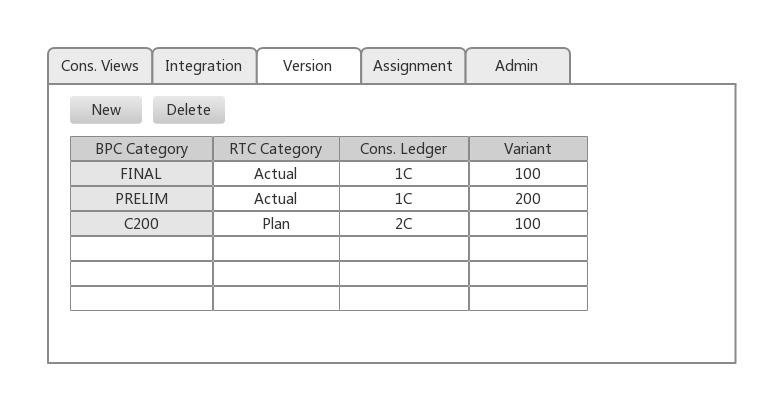 Cons. Views Integration Version Assignment Admin
New Delete
BPC Category RTC Category Cons. Ledger Variant
FINAL Actual 1C 100
PRELIM Actual 1C 200
C200 Plan 2C 100